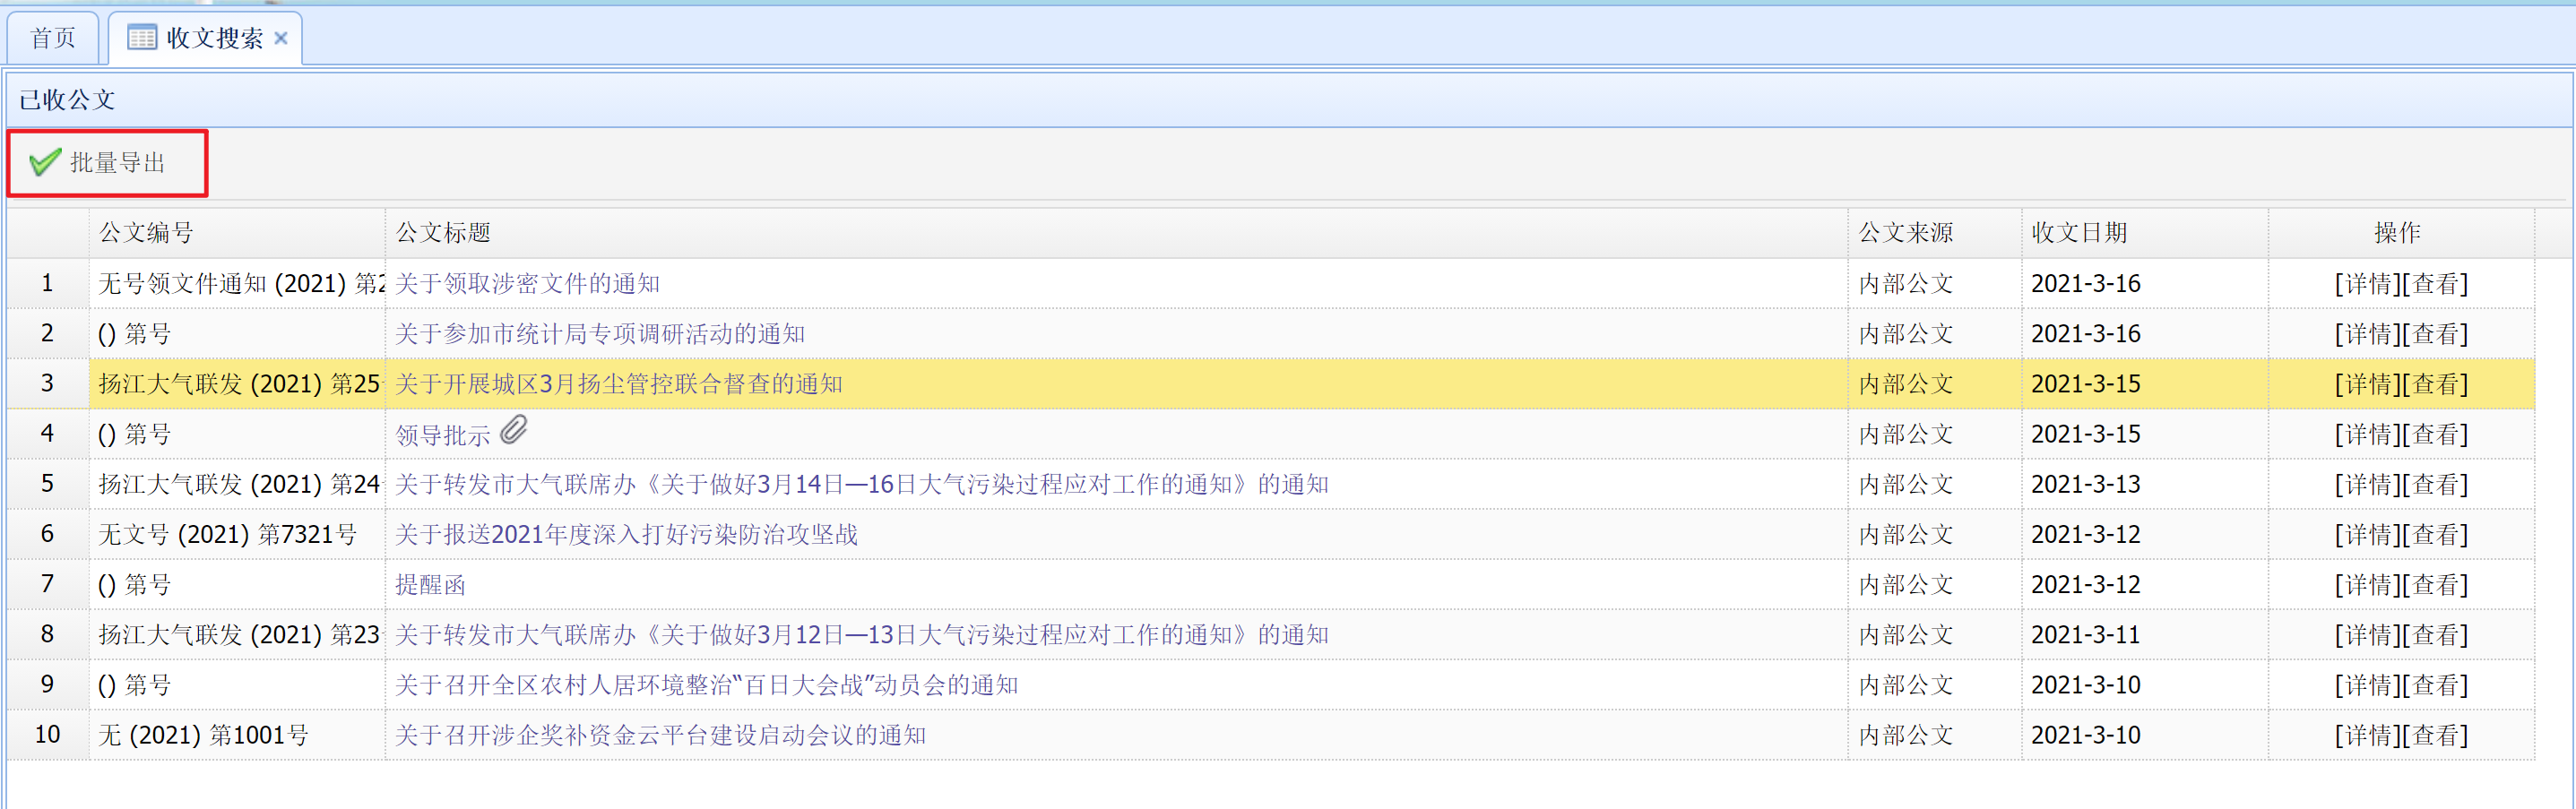 首页 收文搜索
已收公文
批量导出
公文编号 公文标题 公文来源 收文日期 操作
1 无号领文件通知 (2021) 第2 关于领取涉密文件的通知 内部公文 2021-3-16 [详情][查看]
2 () 第号 关于参加市统计局专项调研活动的通知 内部公文 2021-3-16 [详情][查看]
3 扬江大气联发 (2021) 第25 关于开展城区3月扬尘管控联合督查的通知 内部公文 2021-3-15 [详情][查看]
4 () 第号 领导批示 内部公文 2021-3-15 [详情][查看]
5 扬江大气联发 (2021) 第24 关于转发市大气联席办《关于做好3月14日—16日大气污染过程应对工作的通知》的通知 内部公文 2021-3-13 [详情][查看]
6 无文号 (2021) 第7321号 关于报送2021年度深入打好污染防治攻坚战 内部公文 2021-3-12 [详情][查看]
7 () 第号 提醒函 内部公文 2021-3-12 [详情][查看]
8 扬江大气联发 (2021) 第23 关于转发市大气联席办《关于做好3月12日—13日大气污染过程应对工作的通知》的通知 内部公文 2021-3-11 [详情][查看]
9 () 第号 关于召开全区农村人居环境整治“百日大会战”动员会的通知 内部公文 2021-3-10 [详情][查看]
10 无 (2021) 第1001号 关于召开涉企奖补资金云平台建设启动会议的通知 内部公文 2021-3-10 [详情][查看]